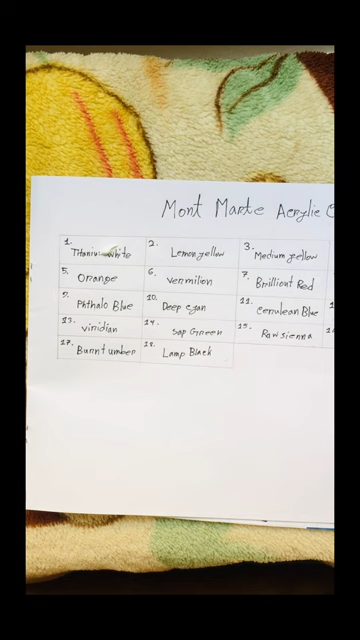 Mont Marte Acrylic
1. Titanium white 2. Lemon yellow 3. Medium yellow
5. Orange 6. vermilion 7. Brilliont Red
9. Phthalo Blue 10. Deep cyan 11. cerulean Blue
13. viridian 14. Sap Green 15. Raw sienna
17. Burnt umber 18. Lamp Black